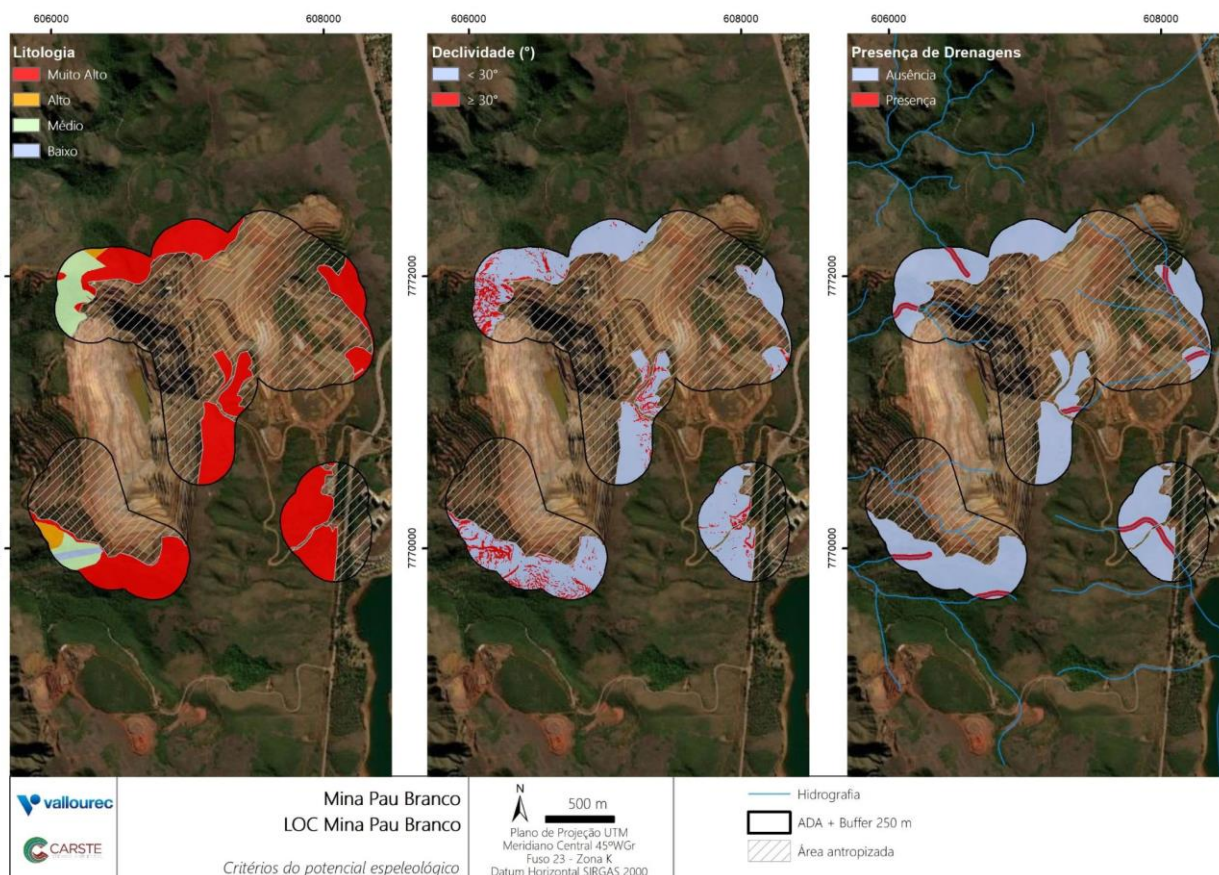 606000
608000
606000
608000
606000
608000
Litologia
Muito Alto
Alto
Médio
Baixo
Declividade (°)
< 30°
≥ 30°
Presença de Drenagens
Ausência
Presença
7772000
7770000
7772000
7770000
7772000
7770000
vallourec
CARSTE
Mina Pau Branco
LOC Mina Pau Branco
Critérios do potencial espeleológico
N
500 m
Plano de Projeção UTM
Meridiano Central 45ºWGr
Fuso 23 - Zona K
Datum Horizontal SIRGAS 2000
Hidrografia
ADA + Buffer 250 m
Área antropizada